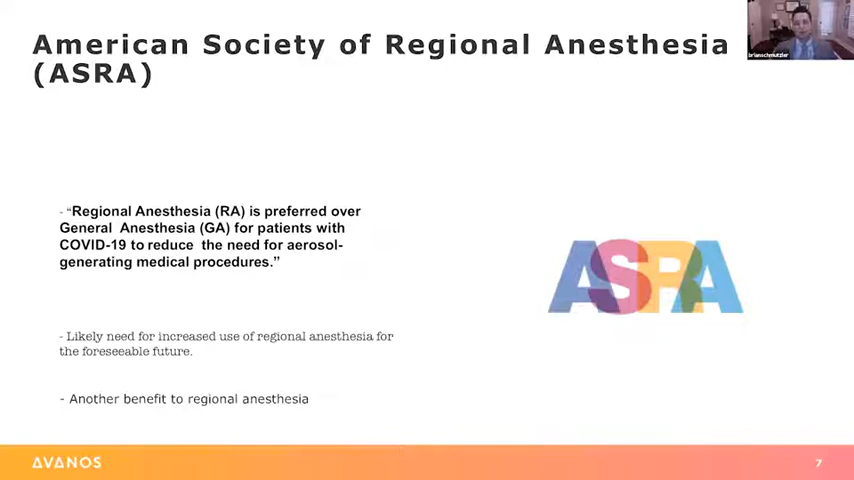 American Society of Regional Anesthesia
(ASRA)
brianschmutzler
- "Regional Anesthesia (RA) is preferred over
General Anesthesia (GA) for patients with
COVID-19 to reduce the need for aerosol-
generating medical procedures."
ASRA
- Likely need for increased use of regional anesthesia for
the foreseeable future.
- Another benefit to regional anesthesia
AVANOS
7